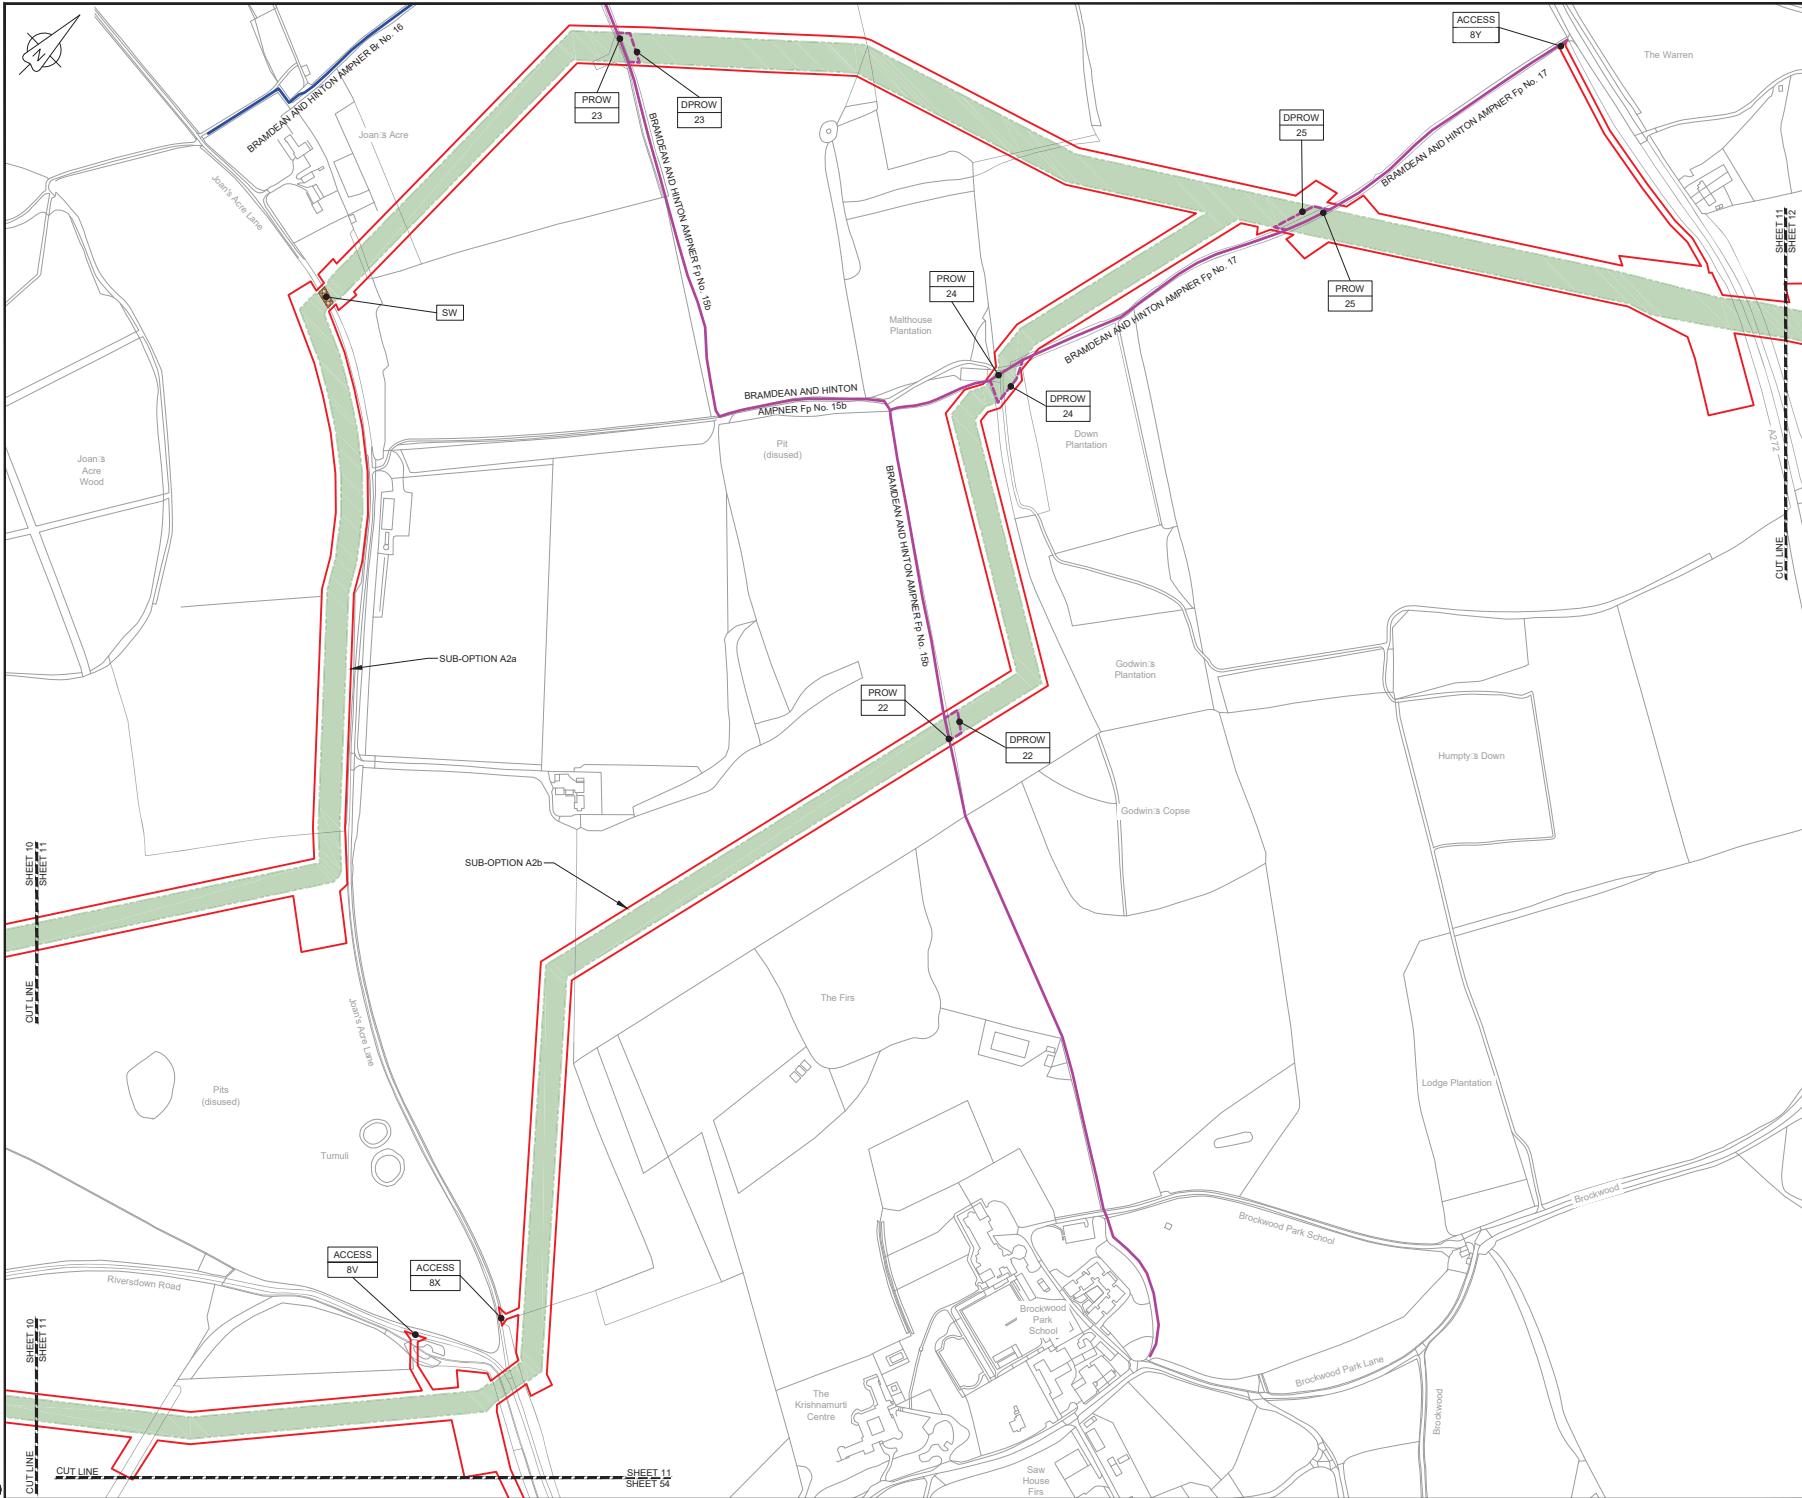 N
BRAMDEAN AND HINTON AMPNER Br No. 16
Joan's Acre
Joan's Acre Lane
PROW
23
DPROW
23
BRAMDEAN AND HINTON AMPNER Fp No. 15b
ACCESS
8Y
The Warren
DPROW
25
BRAMDEAN AND HINTON AMPNER Fp No. 17
SHEET 11
SHEET 12
CUT LINE
PROW
25
PROW
24
SW
Malthouse
Plantation
BRAMDEAN AND HINTON AMPNER Fp No. 17
BRAMDEAN AND HINTON
AMPNER Fp No. 15b
DPROW
24
Down
Plantation
A272
Pit
(disused)
Joan's
Acre
Wood
BRAMDEAN AND HINTON AMPNER Fp No. 15b
SUB-OPTION A2a
Godwin's
Plantation
PROW
22
DPROW
22
Humpty's Down
Godwin's Copse
SUB-OPTION A2b
SHEET 10
SHEET 11
CUT LINE
The Firs
Joan's Acre Lane
Pits
(disused)
Lodge Plantation
Tumuli
Brockwood
Brockwood Park School
ACCESS
8V
ACCESS
8X
Riversdown Road
Brockwood
Park
School
SHEET 10
SHEET 11
CUT LINE
Brockwood Park Lane
Brockwood
The
Krishnamurti
Centre
CUT LINE
SHEET 11
SHEET 54
Saw
House
Firs